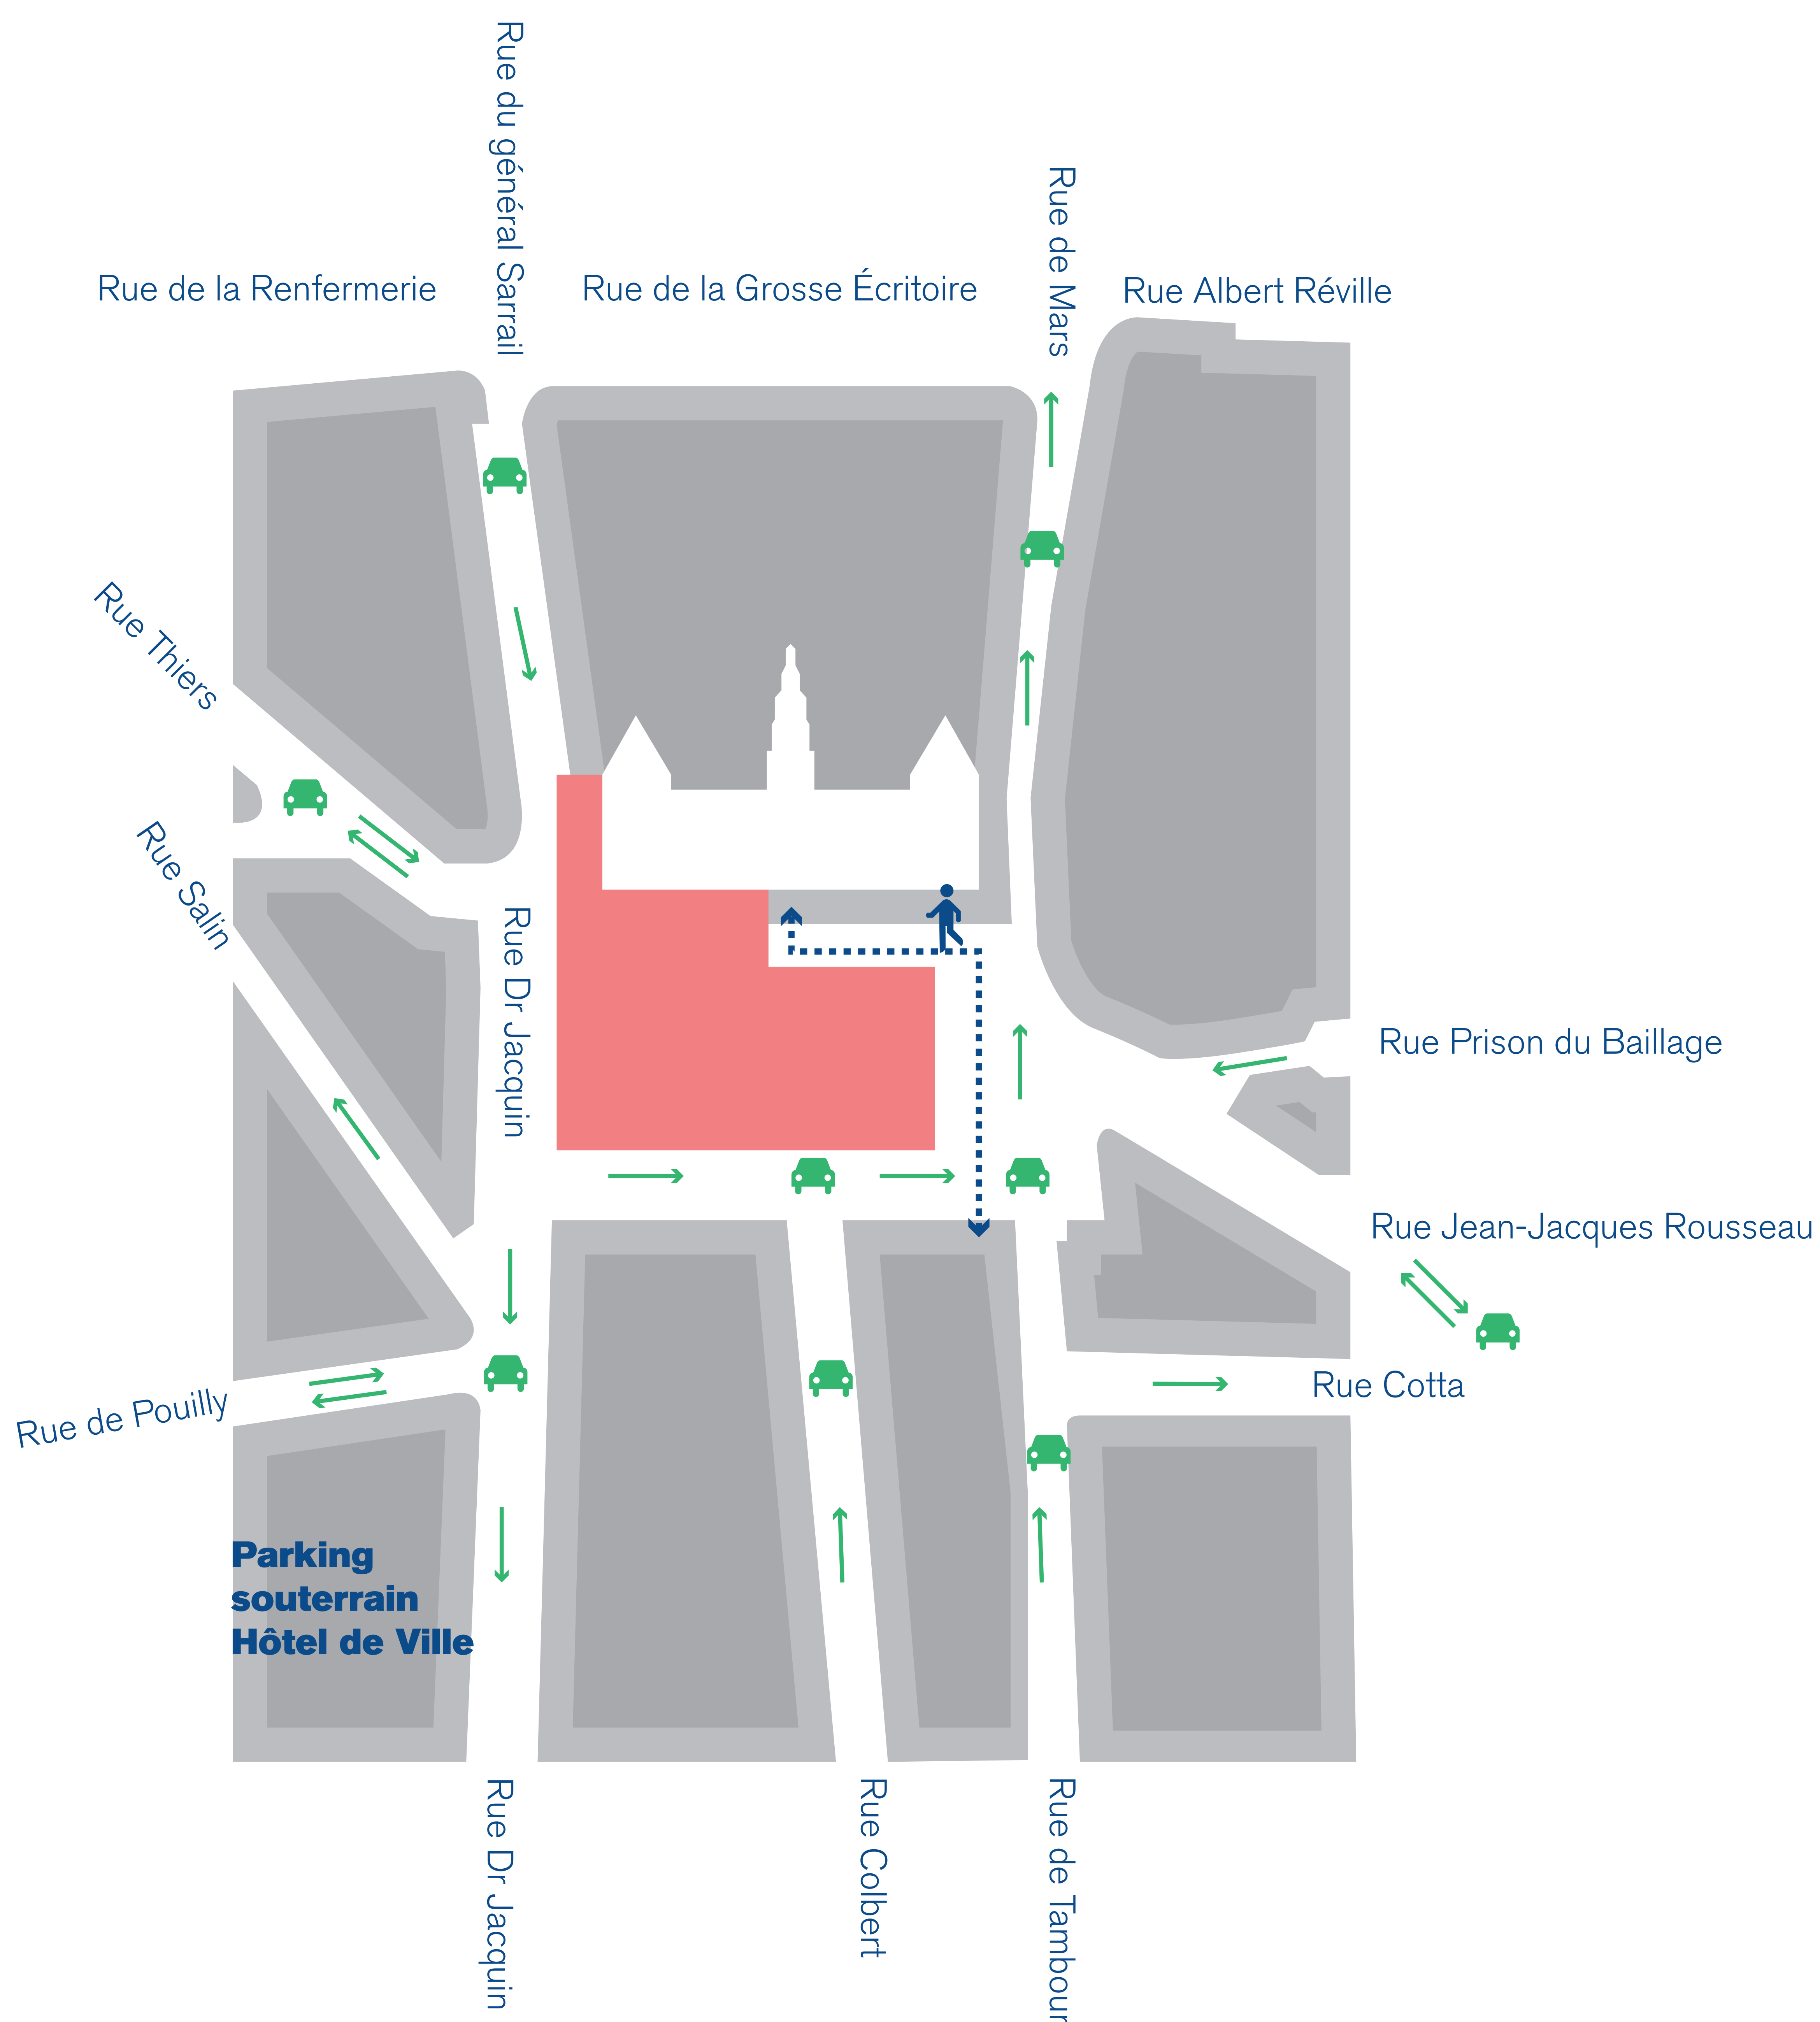 Rue du général Sarrail
Rue de Mars
Rue de la Renfermerie
Rue de la Grosse Écritoire
Rue Albert Réville
Rue Thiers
Rue Salin
Rue Dr Jacquin
Rue Prison du Baillage
Rue Jean-Jacques Rousseau
Rue Cotta
Rue de Pouilly
Parking
souterrain
Hôtel de Ville
Rue Dr Jacquin
Rue Colbert
Rue de Tambour